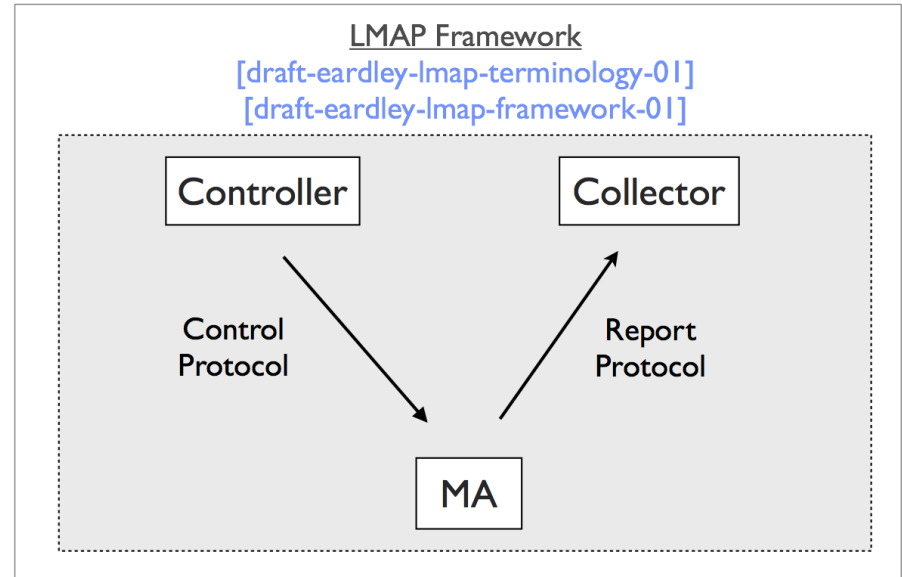 LMAP Framework
[draft-eardley-lmap-terminology-01]
[draft-eardley-lmap-framework-01]
Controller
Collector
Control
Protocol
Report
Protocol
MA